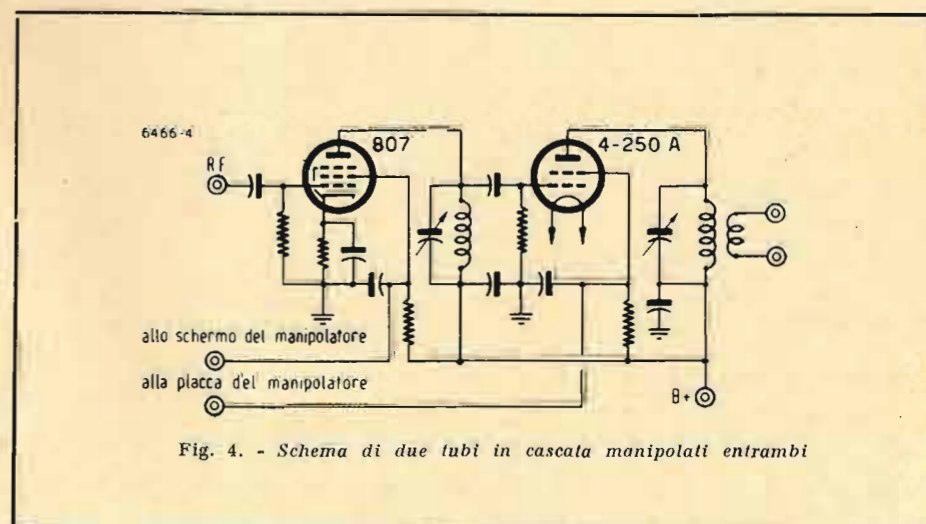 6466-4
807
4-250 A
RF
allo schermo del manipolatore
alla placca del manipolatore
B+
Fig. 4. - Schema di due tubi in cascata manipolati entrambi